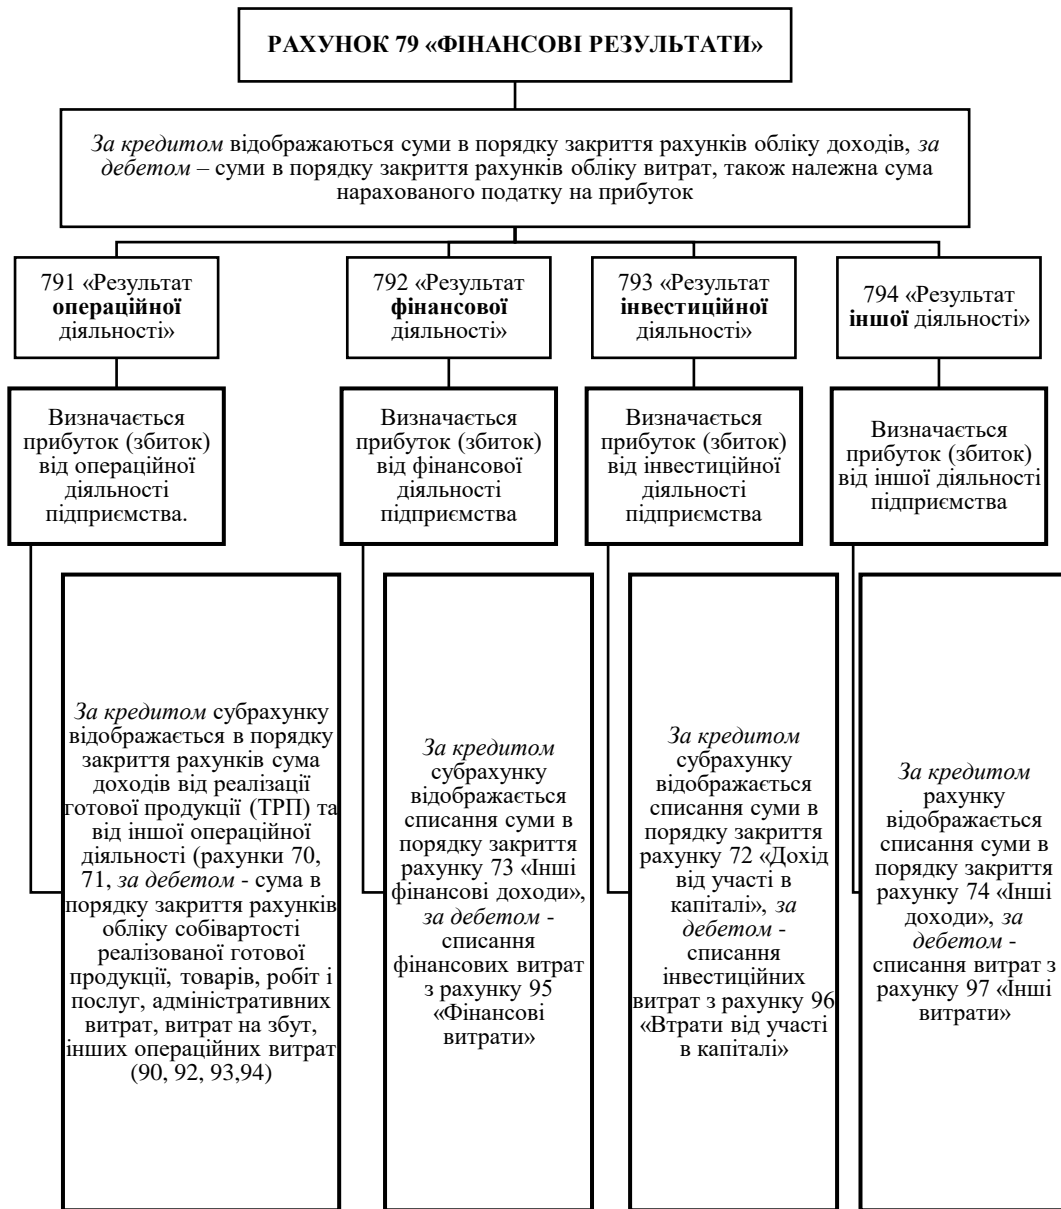 РАХУНОК 79 «ФІНАНСОВІ РЕЗУЛЬТАТИ»
За кредитом відображаються суми в порядку закриття рахунків обліку доходів, за
дебетом – суми в порядку закриття рахунків обліку витрат, також належна сума
нарахованого податку на прибуток
791 «Результат
операційної
діяльності»
792 «Результат
фінансової
діяльності»
793 «Результат
інвестиційної
діяльності»
794 «Результат
іншої діяльності»
Визначається
прибуток (збиток)
від операційної
діяльності
підприємства.
Визначається
прибуток (збиток)
від фінансової
діяльності
підприємства
Визначається
прибуток (збиток)
від інвестиційної
діяльності
підприємства
Визначається
прибуток (збиток)
від іншої діяльності
підприємства
За кредитом субрахунку
відображається в порядку
закриття рахунків сума
доходів від реалізації
готової продукції (ТРП) та
від іншої операційної
діяльності (рахунки 70,
71, за дебетом - сума в
порядку закриття рахунків
обліку собівартості
реалізованої готової
продукції, товарів, робіт і
послуг, адміністративних
витрат, витрат на збут,
інших операційних витрат
(90, 92, 93,94)
За кредитом
субрахунку
відображається
списання суми в
порядку закриття
рахунку 73 «Інші
фінансові доходи»,
за дебетом -
списання
фінансових витрат
з рахунку 95
«Фінансові
витрати»
За кредитом
субрахунку
відображається
списання суми в
порядку закриття
рахунку 72 «Дохід
від участі в
капіталі», за
дебетом -
списання
інвестиційних
витрат з рахунку 96
«Втрати від участі
в капіталі»
За кредитом
рахунку
відображається
списання суми в
порядку закриття
рахунку 74 «Інші
доходи», за
дебетом -
списання витрат з
рахунку 97 «Інші
витрати»